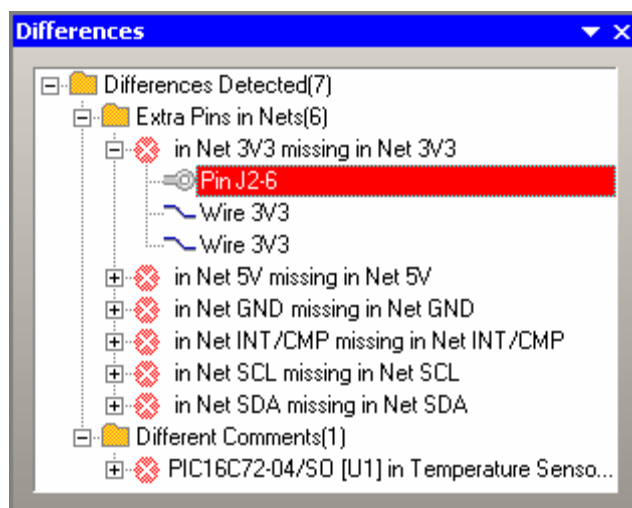 Differences
Differences Detected(7)
Extra Pins in Nets(6)
in Net 3V3 missing in Net 3V3
Pin J2-6
Wire 3V3
Wire 3V3
in Net 5V missing in Net 5V
in Net GND missing in Net GND
in Net INT/CMP missing in Net INT/CMP
in Net SCL missing in Net SCL
in Net SDA missing in Net SDA
Different Comments(1)
PIC16C72-04/SO [U1] in Temperature Senso...